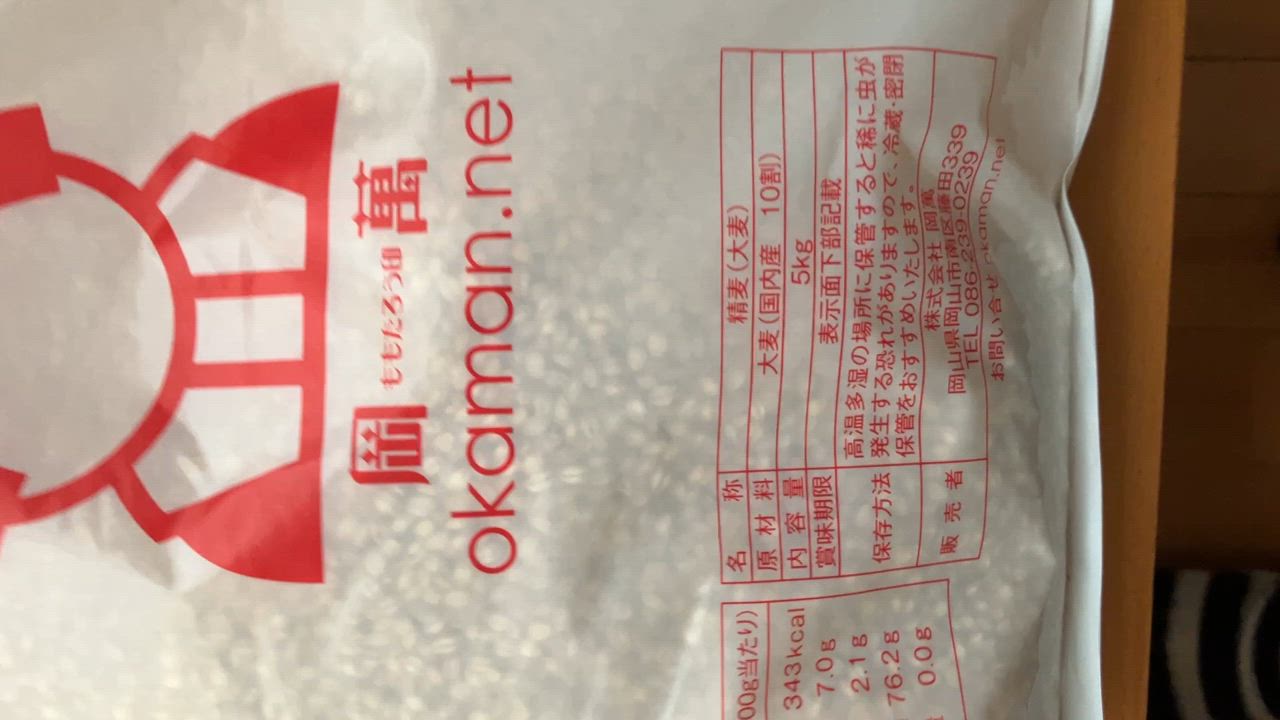 岡 ももたろう印 萬
okaman.net
名称 精麦(大麦)
原材料 大麦(国内産 10割)
内容量 5kg
賞味期限 表示面下部記載
保存方法 高温多湿の場所に保管すると稀に虫が
発生する恐れがありますので、冷蔵・密閉
保管をおすすめいたします。
販売者 株式会社 岡萬
岡山県岡山市南区藤田339
TEL 086-239-0239
お問い合せ okaman.net
00g当たり)
343kcal
7.0g
2.1g
76.2g
0.0g